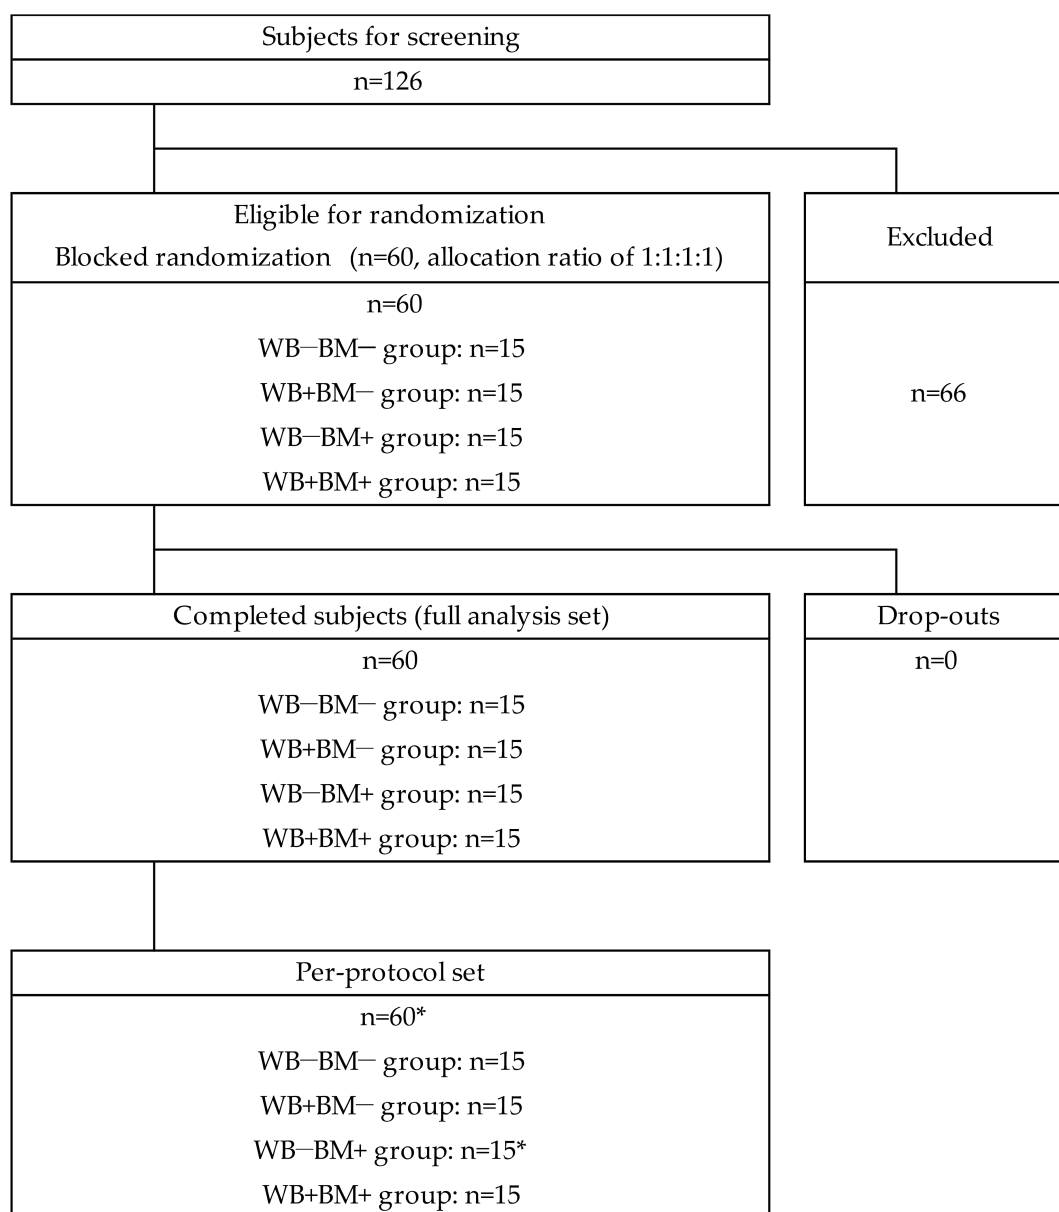 Subjects for screening
n=126
Eligible for randomization
Blocked randomization (n=60, allocation ratio of 1:1:1:1)
n=60
WB−BM− group: n=15
WB+BM− group: n=15
WB−BM+ group: n=15
WB+BM+ group: n=15
Excluded
n=66
Completed subjects (full analysis set)
n=60
WB−BM− group: n=15
WB+BM− group: n=15
WB−BM+ group: n=15
WB+BM+ group: n=15
Drop-outs
n=0
Per-protocol set
n=60*
WB−BM− group: n=15
WB+BM− group: n=15
WB−BM+ group: n=15*
WB+BM+ group: n=15